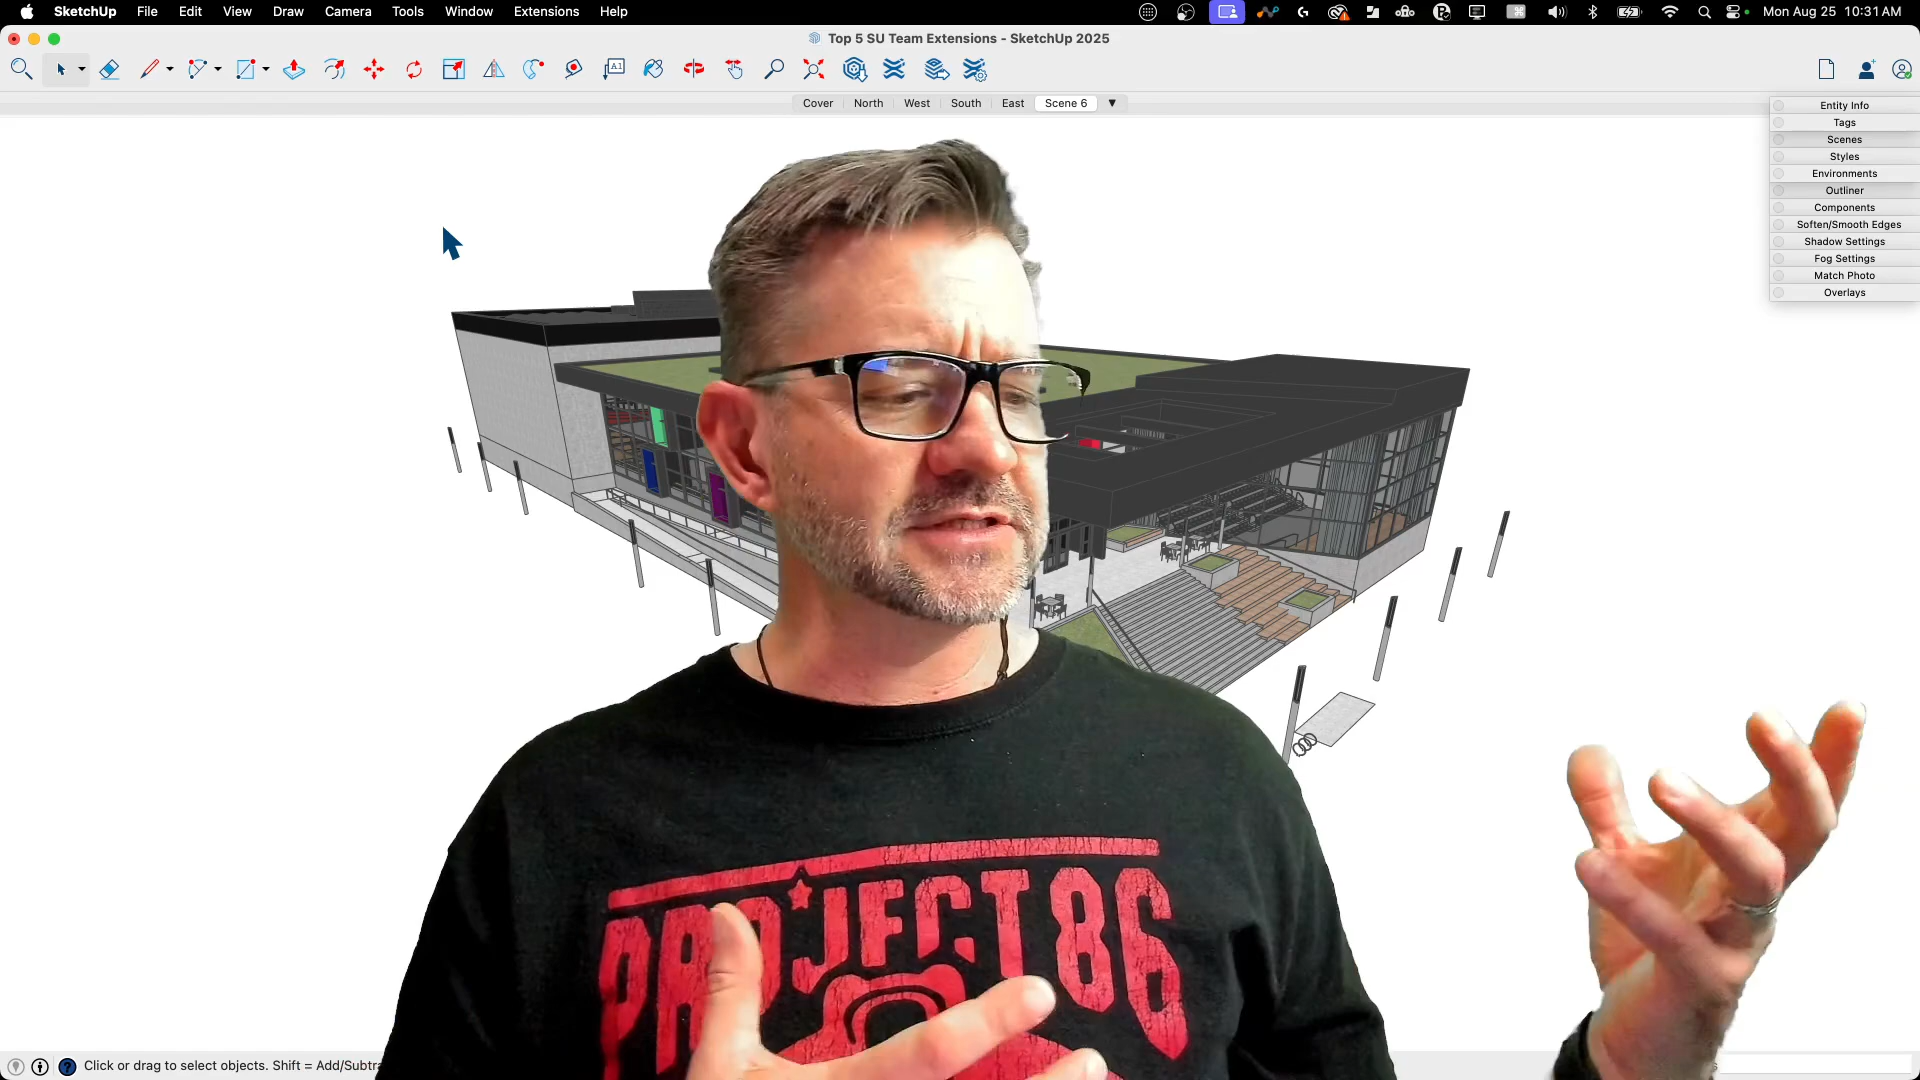 SketchUp File Edit View Draw Camera Tools Window Extensions Help Mon Aug 25 10:31 AM
Top 5 SU Team Extensions - SketchUp 2025
A1
Cover North West South East Scene 6
Entity Info
Tags
Scenes
Styles
Environments
Outliner
Components
Soften/Smooth Edges
Shadow Settings
Fog Settings
Match Photo
Overlays
PROJECT 86
Click or drag to select objects. Shift = Add/Subtra